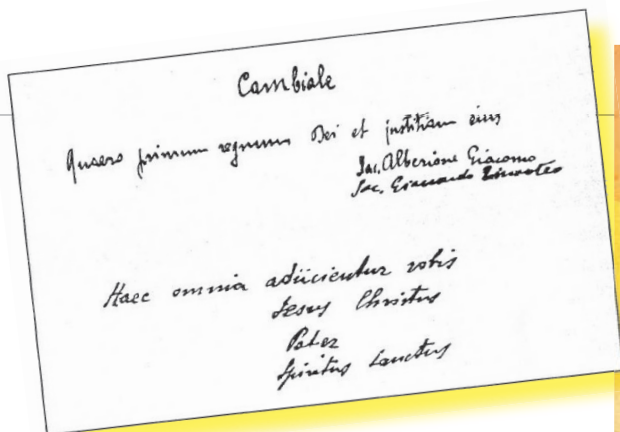 Cambiale
Quaero primum regnum Dei et justitiam eius
Sac. Alberione Giacomo
Sac. Giaccardo Timoteo
Haec omnia adiicientur vobis
Jesus Christus
Pater
Spiritus Sanctus